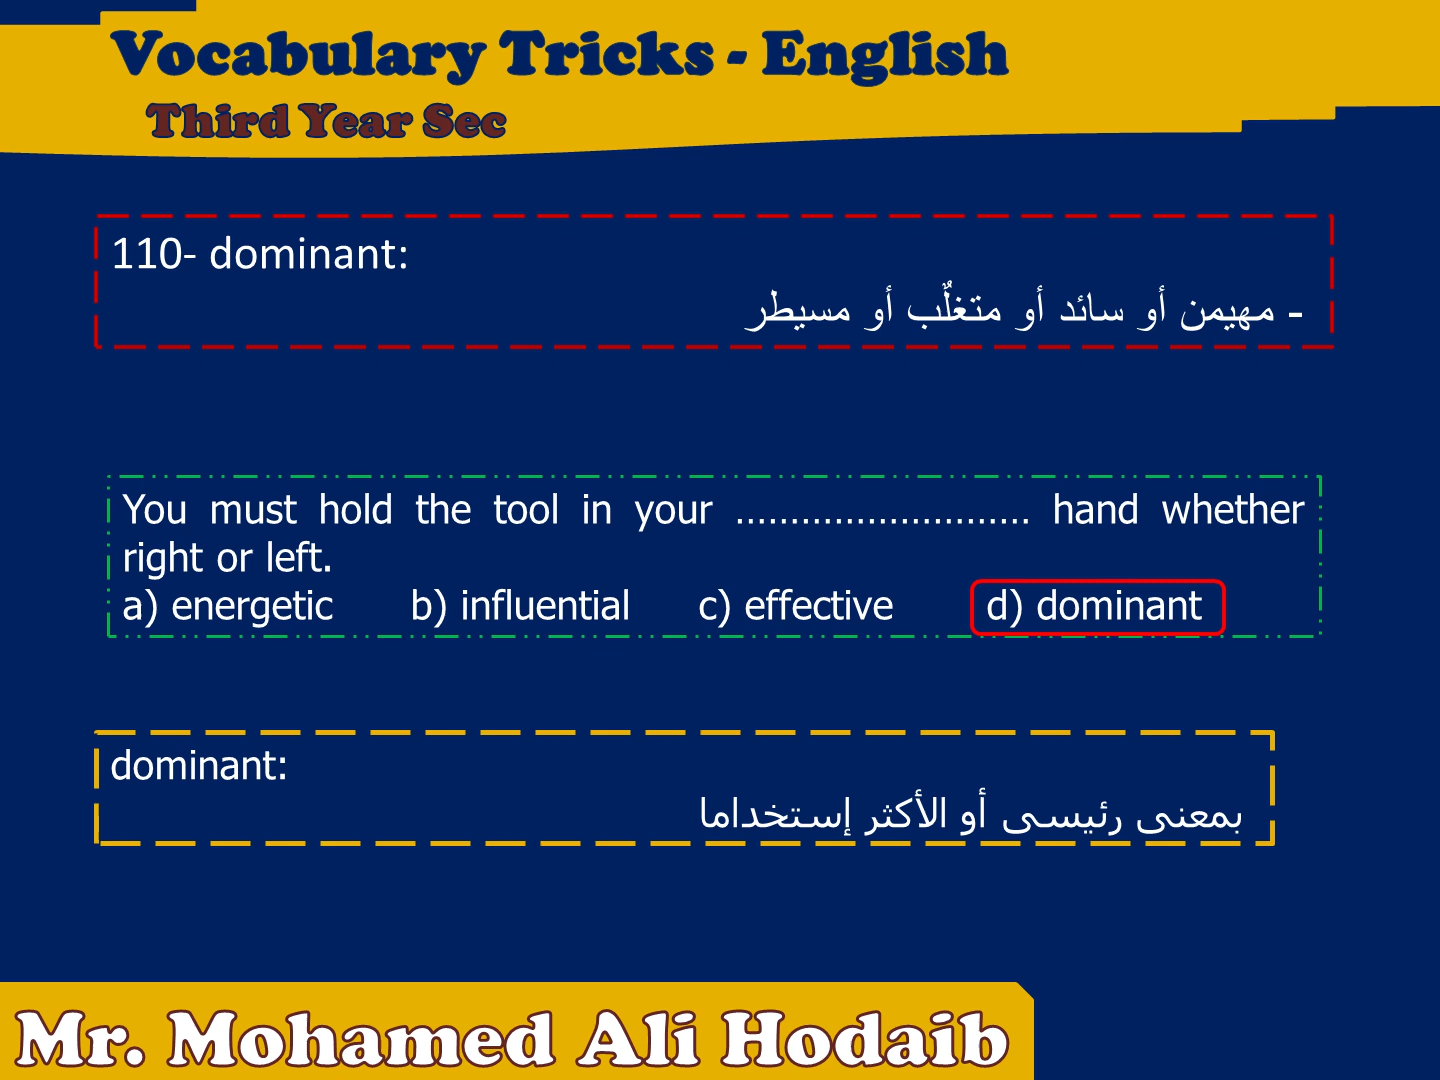 Vocabulary Tricks - English
Third Year Sec
110- dominant:
- مهيمن أو سائد أو متغلٌب أو مسيطر
You must hold the tool in your ……………………… hand whether
right or left.
a) energetic b) influential c) effective d) dominant
dominant:
بمعنى رئيسى أو الأكثر إستخداما
Mr. Mohamed Ali Hodaib